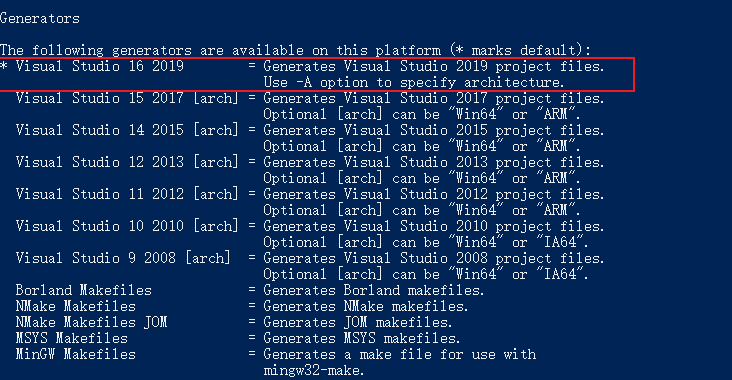 Generators
The following generators are available on this platform (* marks default):
* Visual Studio 16 2019 = Generates Visual Studio 2019 project files.
Use -A option to specify architecture.
Visual Studio 15 2017 [arch] = Generates Visual Studio 2017 project files.
Optional [arch] can be "Win64" or "ARM".
Visual Studio 14 2015 [arch] = Generates Visual Studio 2015 project files.
Optional [arch] can be "Win64" or "ARM".
Visual Studio 12 2013 [arch] = Generates Visual Studio 2013 project files.
Optional [arch] can be "Win64" or "ARM".
Visual Studio 11 2012 [arch] = Generates Visual Studio 2012 project files.
Optional [arch] can be "Win64" or "ARM".
Visual Studio 10 2010 [arch] = Generates Visual Studio 2010 project files.
Optional [arch] can be "Win64" or "IA64".
Visual Studio 9 2008 [arch] = Generates Visual Studio 2008 project files.
Optional [arch] can be "Win64" or "IA64".
Borland Makefiles = Generates Borland makefiles.
NMake Makefiles = Generates NMake makefiles.
NMake Makefiles JOM = Generates JOM makefiles.
MSYS Makefiles = Generates MSYS makefiles.
MinGW Makefiles = Generates a make file for use with
mingw32-make.